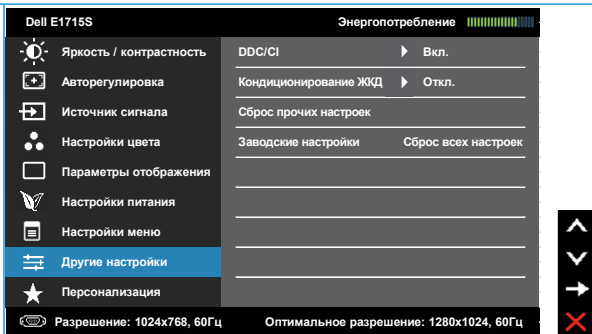 Dell E1715S Энергопотребление
Яркость / контрастность DDC/CI Вкл.
Авторегулировка Кондиционирование ЖКД Откл.
Источник сигнала Сброс прочих настроек
Настройки цвета Заводские настройки Сброс всех настроек
Параметры отображения
Настройки питания
Настройки меню
Другие настройки
Персонализация
Разрешение: 1024x768, 60Гц Оптимальное разрешение: 1280x1024, 60Гц